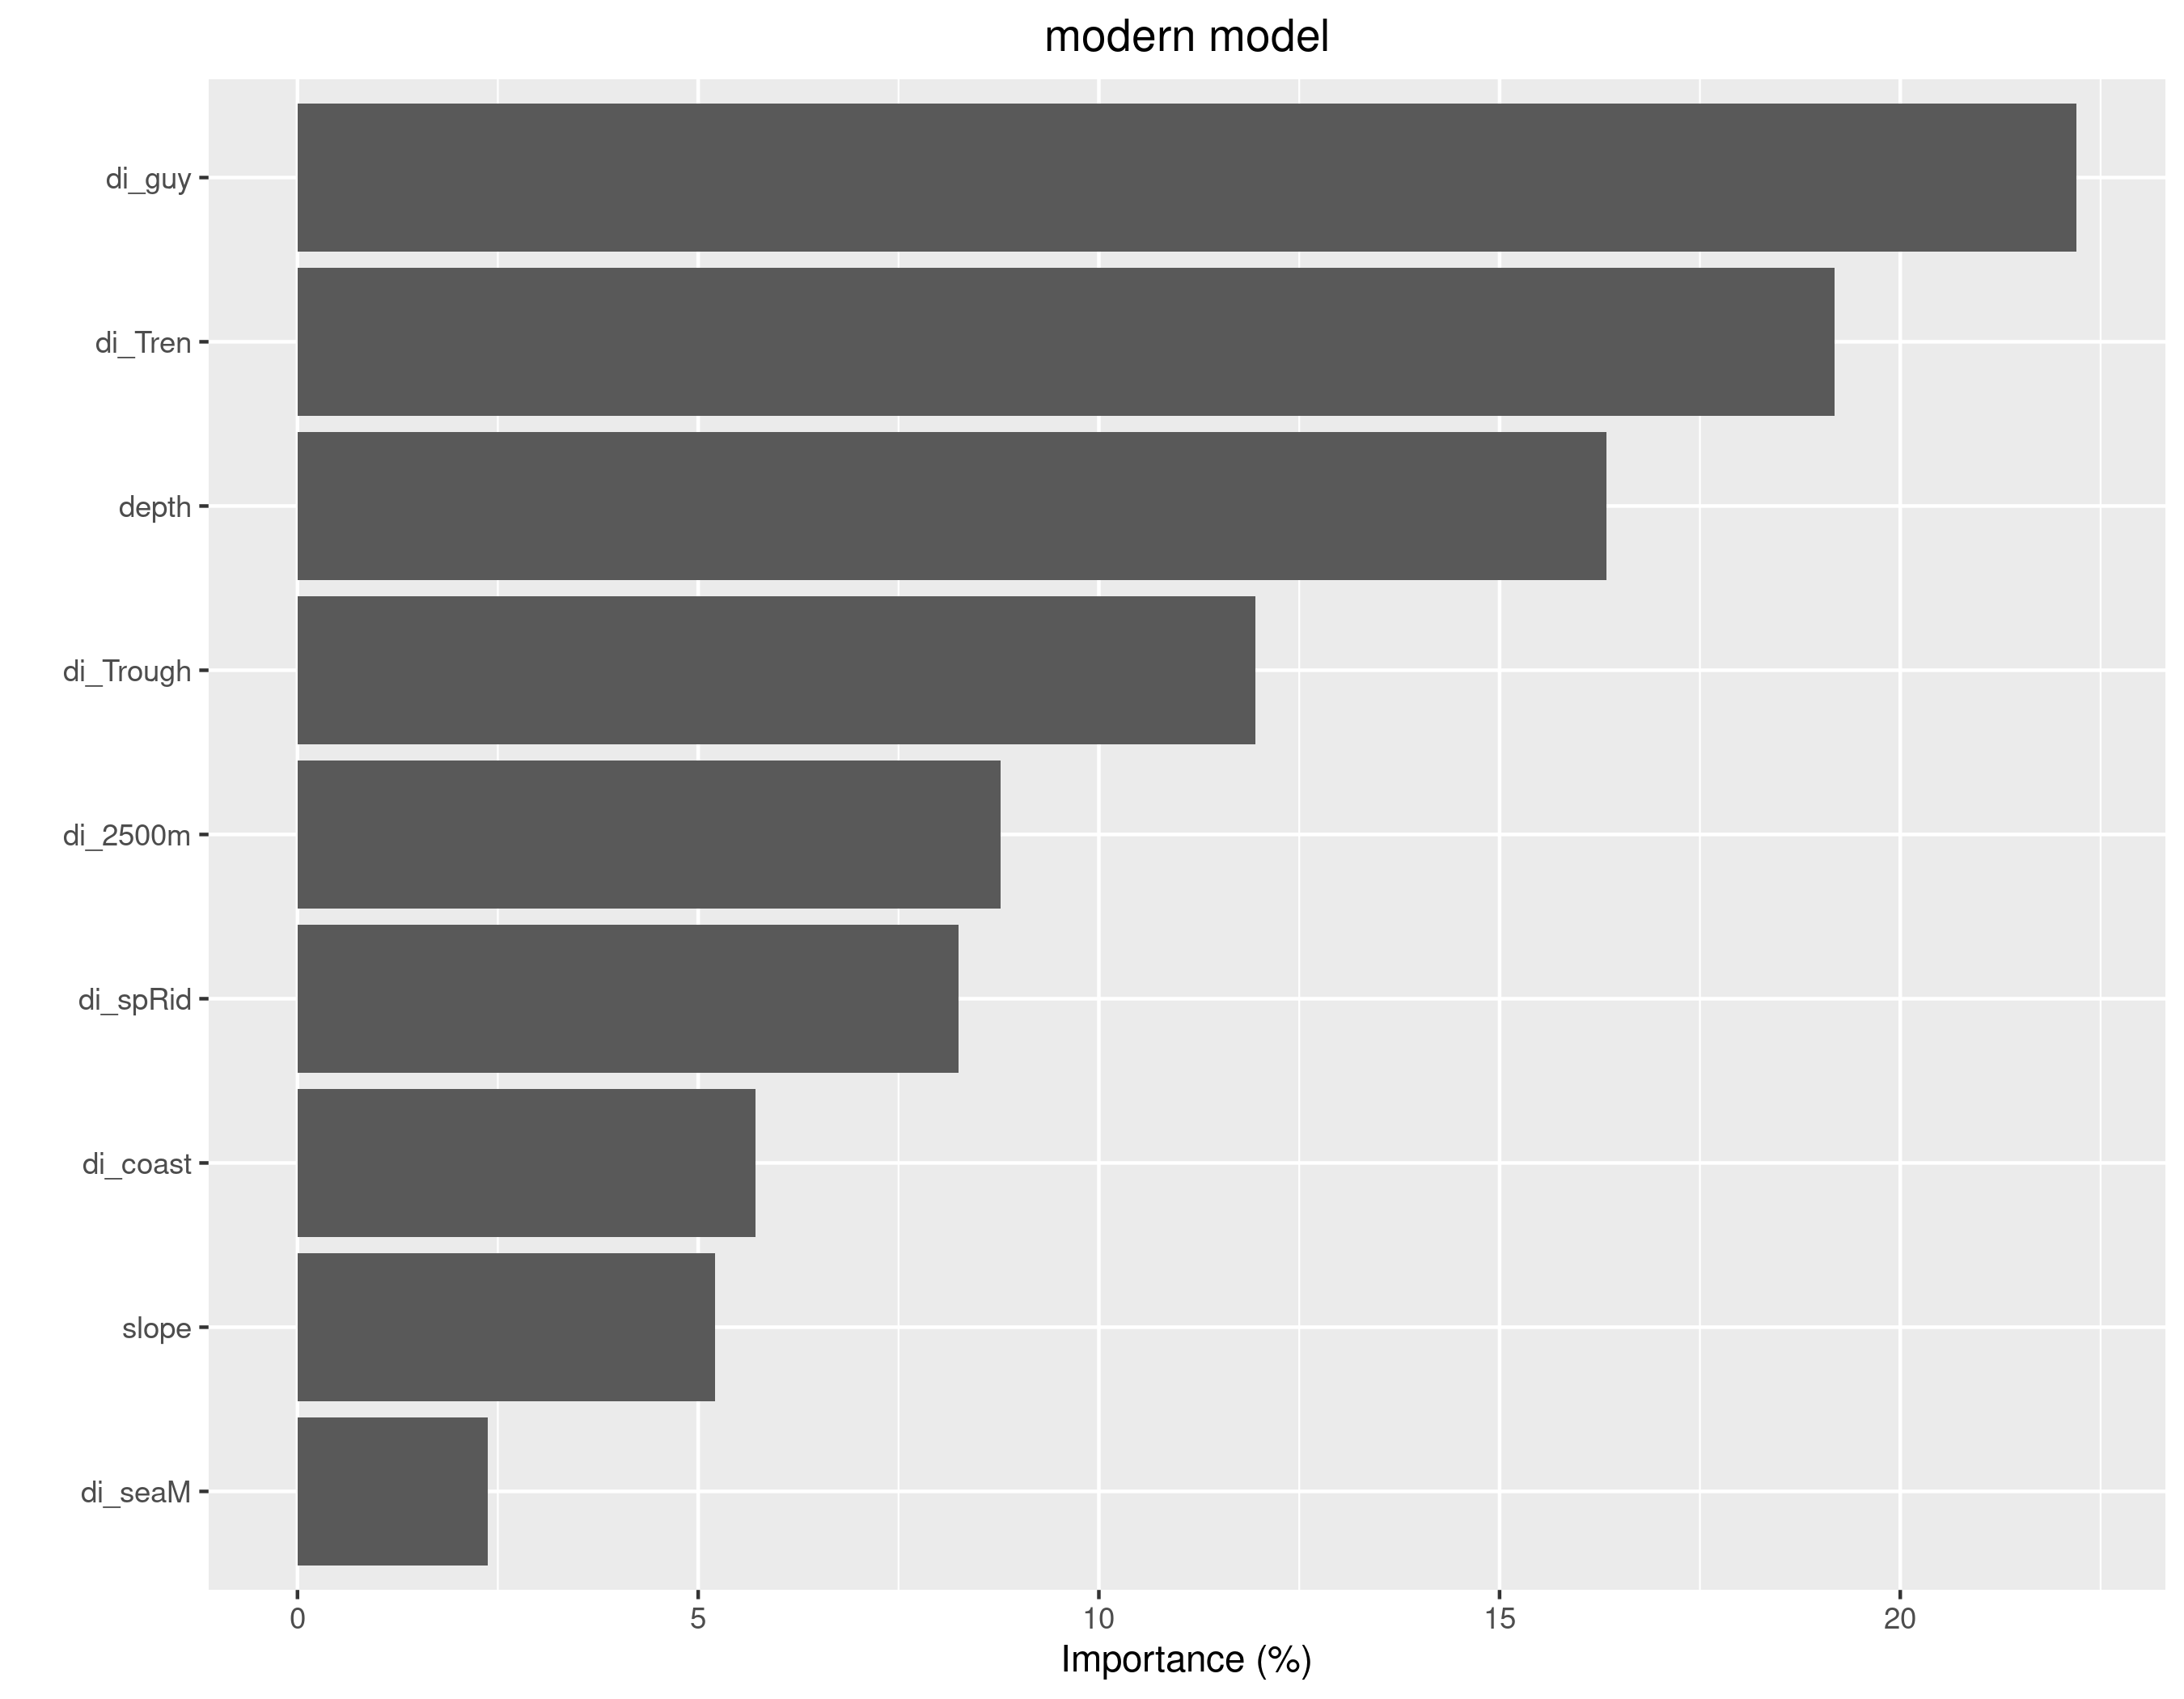 modern model
di_guy
di_Tren
depth
di_Trough
di_2500m
di_spRid
di_coast
slope
di_seaM
0 5 10 15 20
Importance (%)